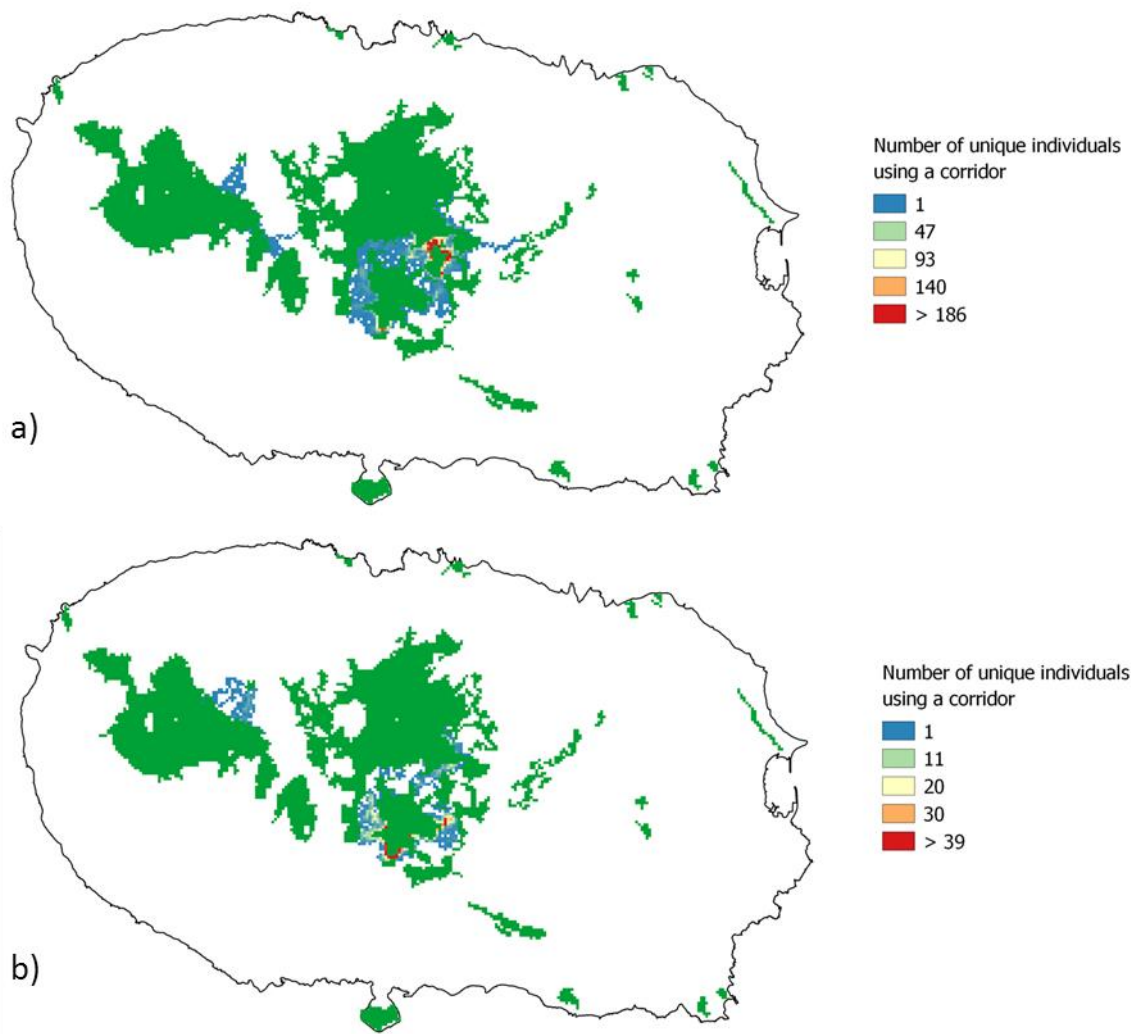 Number of unique individuals
using a corridor
1
47
93
140
> 186
a)
Number of unique individuals
using a corridor
1
11
20
30
> 39
b)